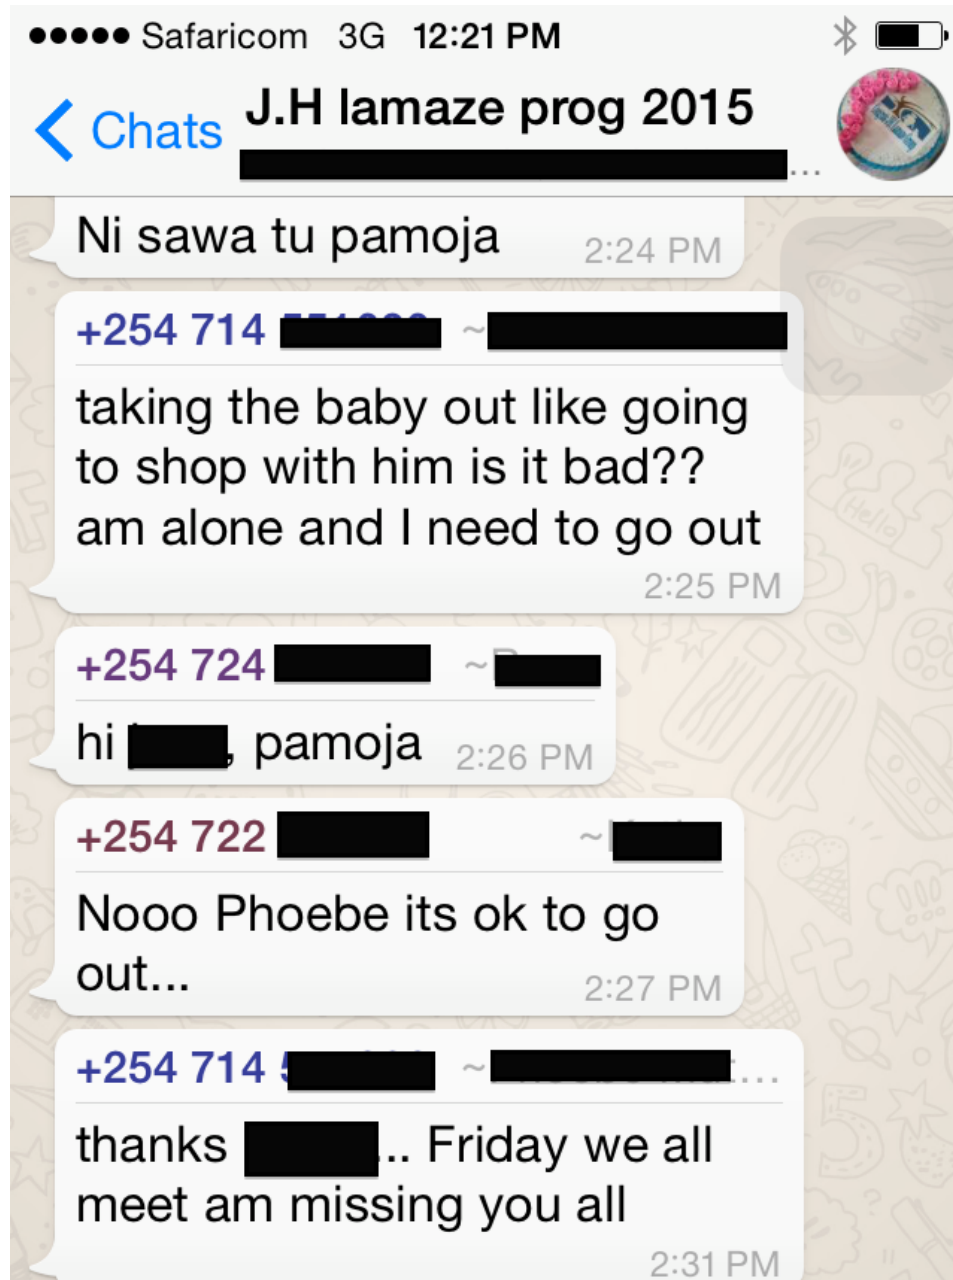 Safaricom 3G 12:21 PM
Chats
J.H lamaze prog 2015
...
Ni sawa tu pamoja 2:24 PM
+254 714 ~
taking the baby out like going
to shop with him is it bad??
am alone and I need to go out
2:25 PM
+254 724 ~
hi , pamoja 2:26 PM
+254 722 ~
Nooo Phoebe its ok to go
out... 2:27 PM
+254 714 ~ ...
thanks ... Friday we all
meet am missing you all
2:31 PM